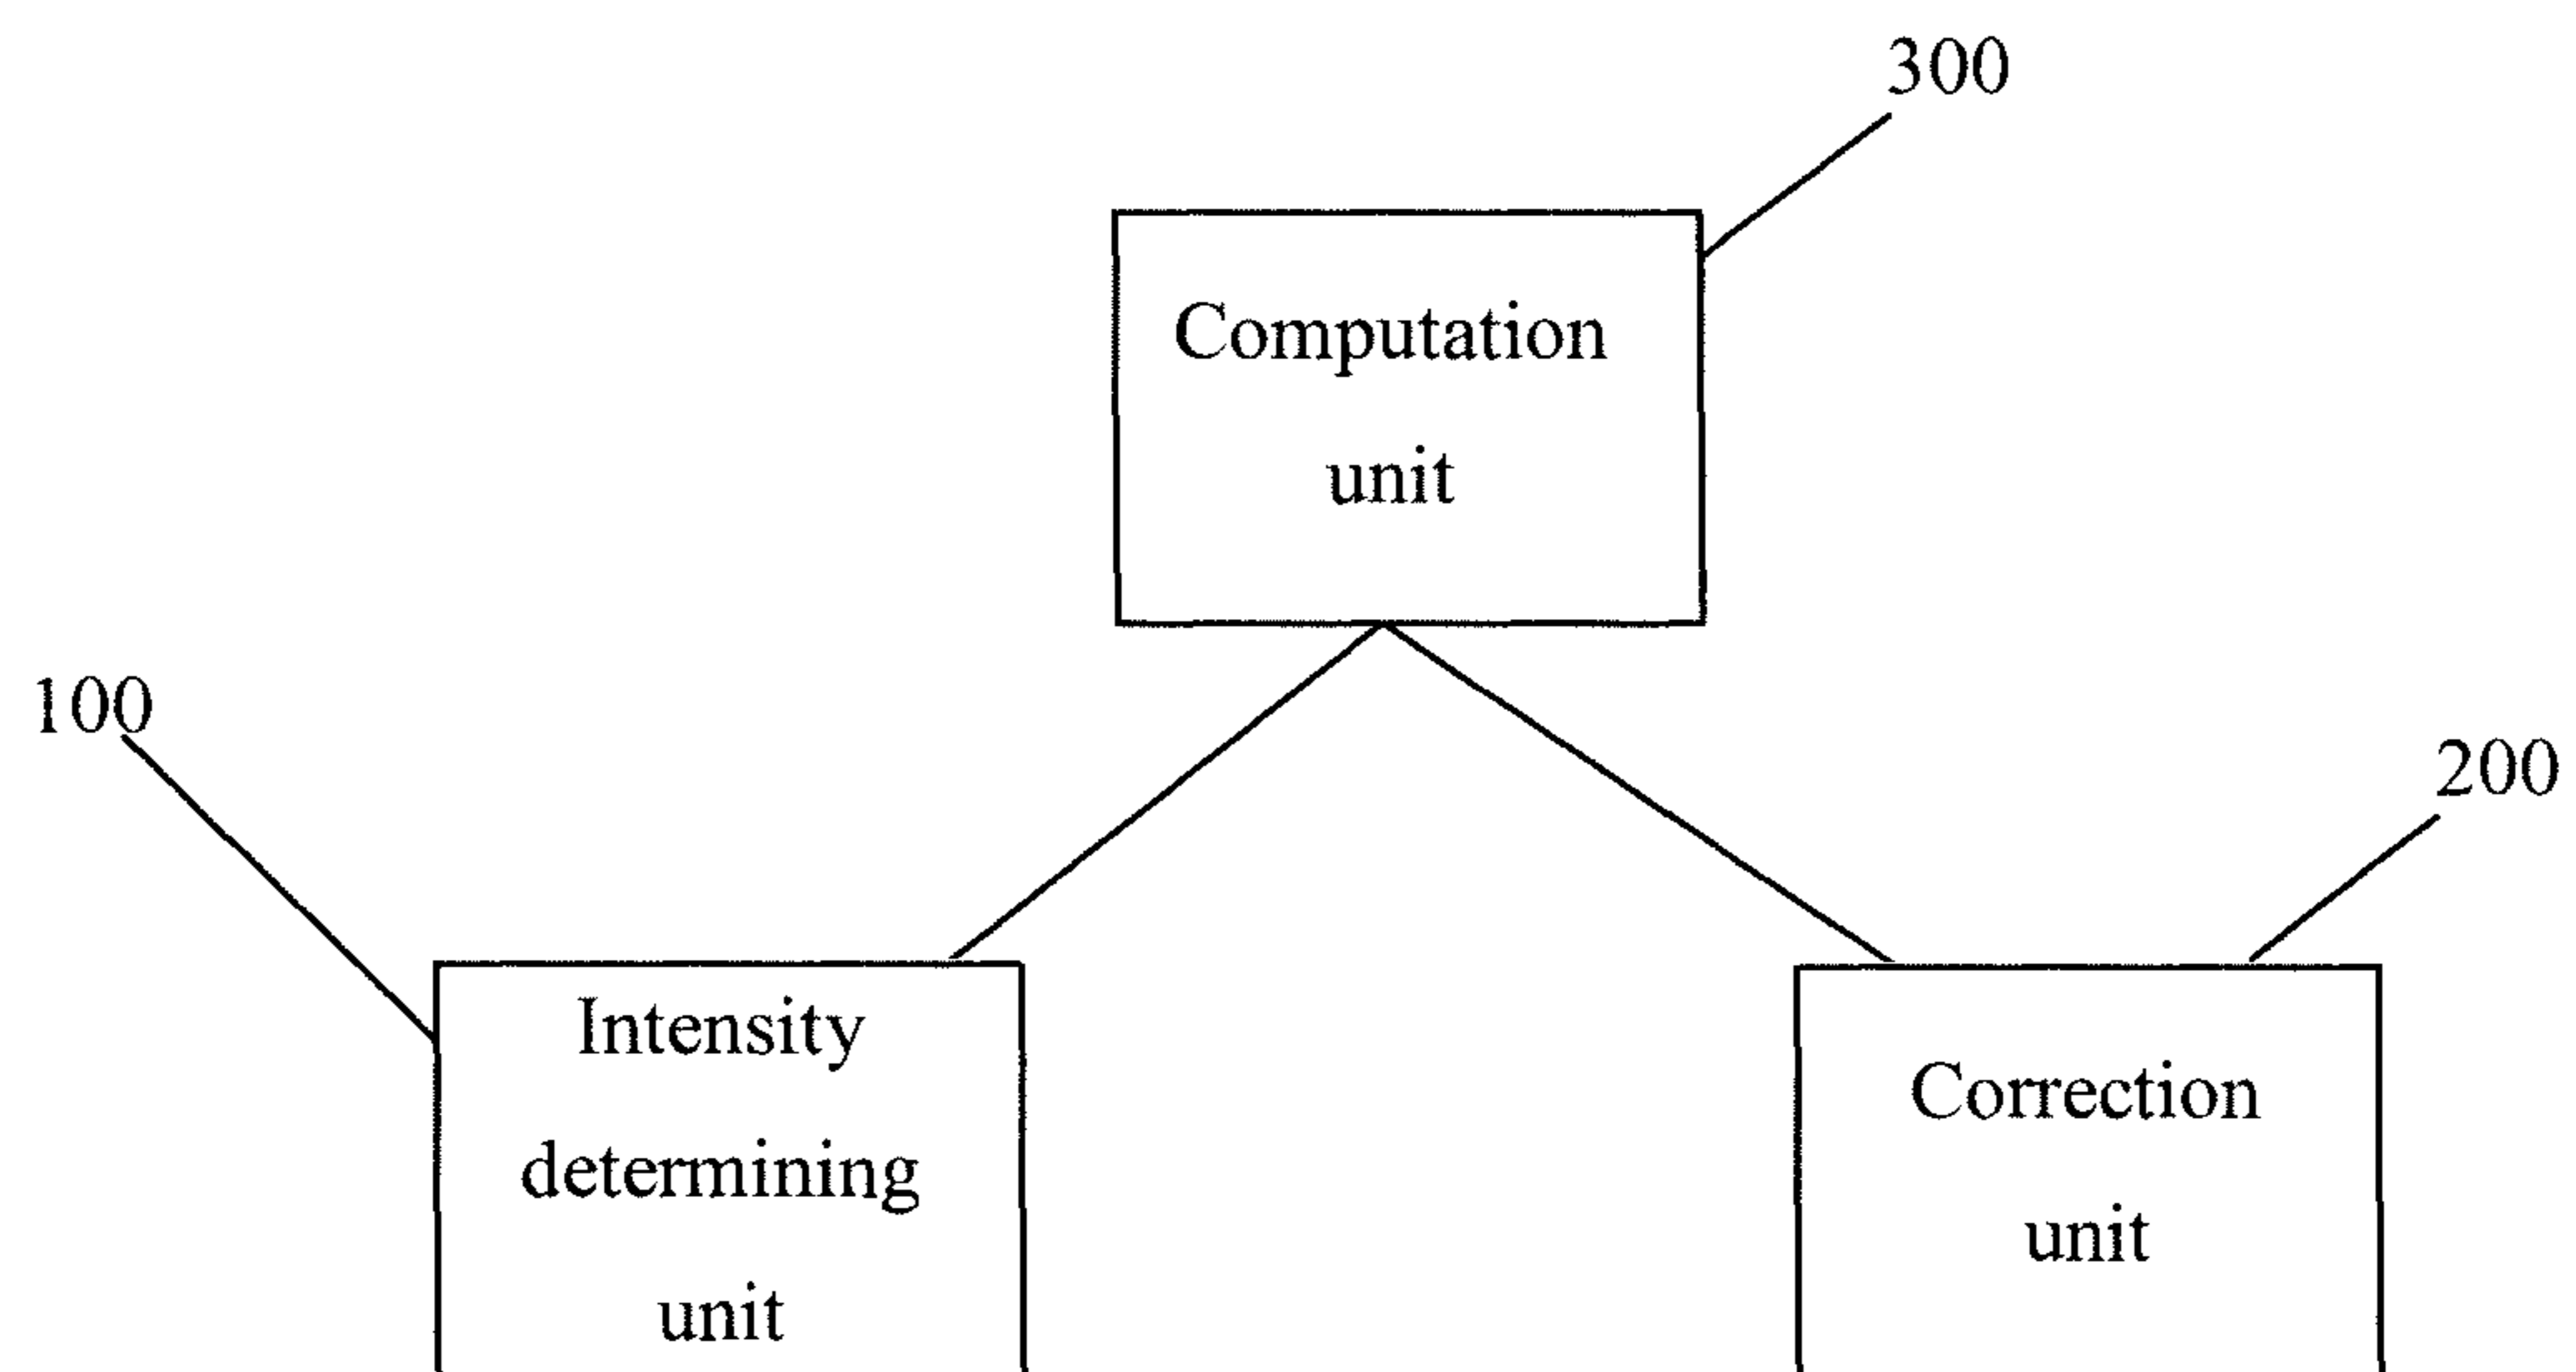 300
Computation
unit
100
200
Intensity
determining
unit
Correction
unit